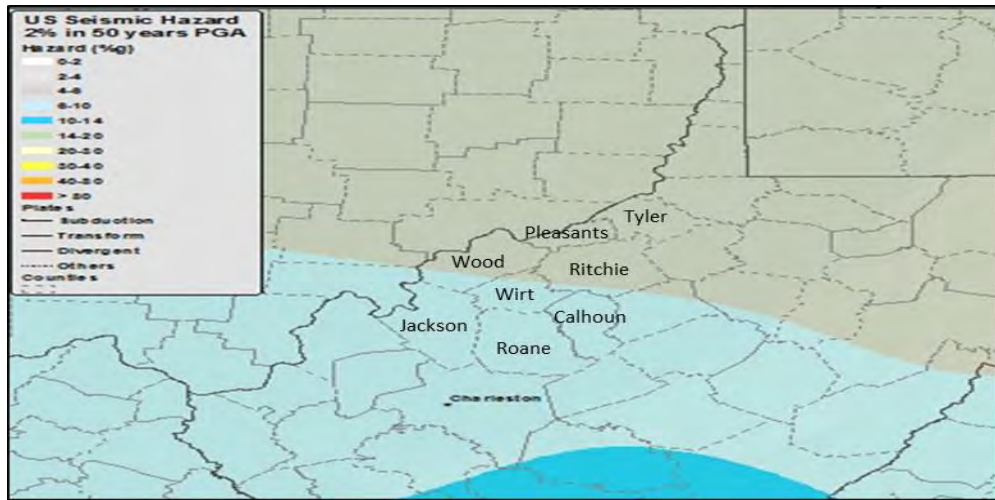 US Seismic Hazard
2% in 50 years PGA
Hazard (%g)
0-2
2-4
4-6
6-10
10-14
14-20
20-30
30-40
40-80
> 80
Plates
Subduction
Transform
Divergent
Others
Counties
Tyler
Pleasants
Wood
Ritchie
Wirt
Jackson
Calhoun
Roane
Charleston